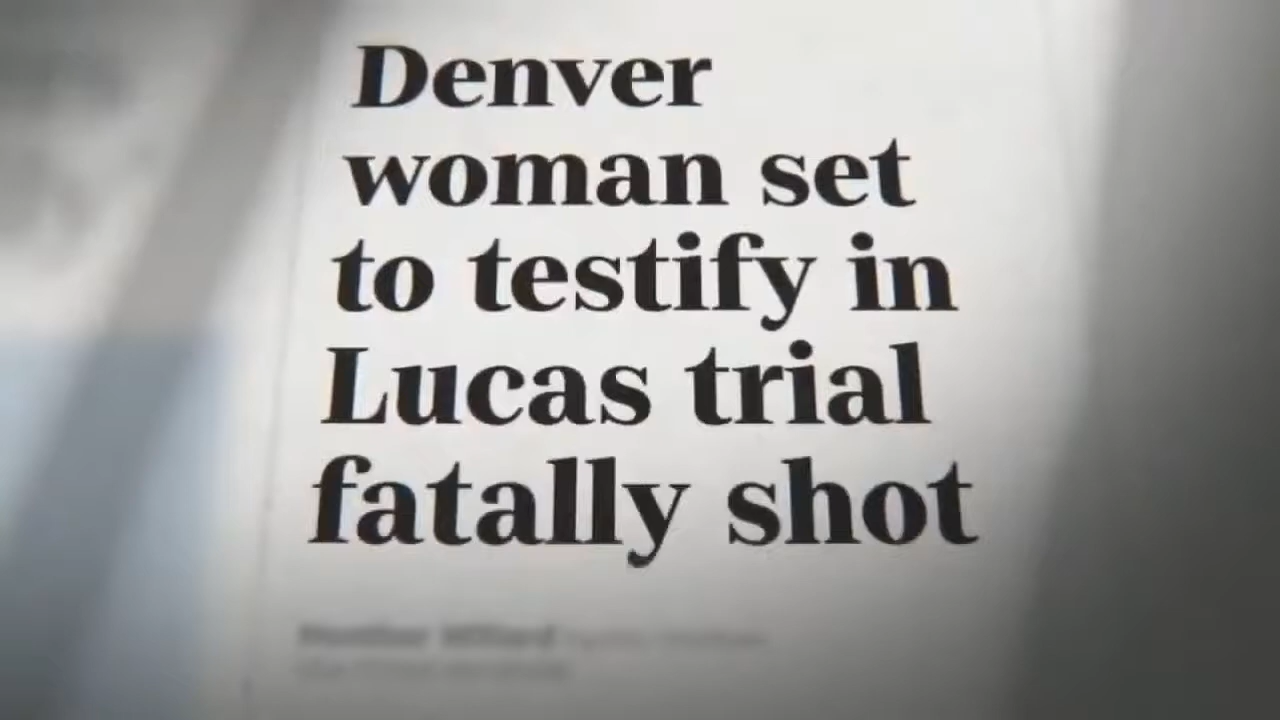 Denver
woman set
to testify in
Lucas trial
fatally shot